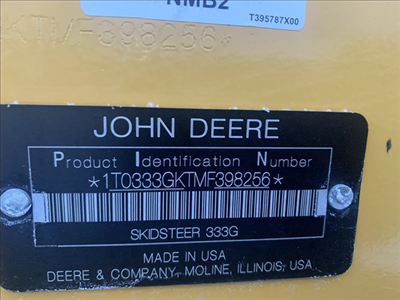 NMB2
T395787X00
KTMF398256*
JOHN DEERE
Product Identification Number
*1T0333GKTMF398256*
SKIDSTEER 333G
MADE IN USA
DEERE & COMPANY, MOLINE, ILLINOIS, USA